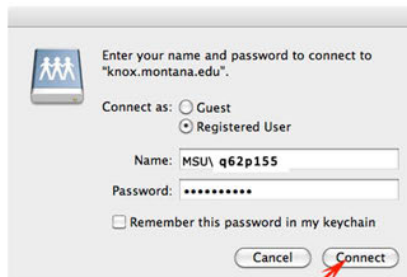 Enter your name and password to connect to
"knox.montana.edu".
Connect as: Guest
Registered User
Name: MSU\ q62p155
Password: ••••••••••
Remember this password in my keychain
Cancel Connect